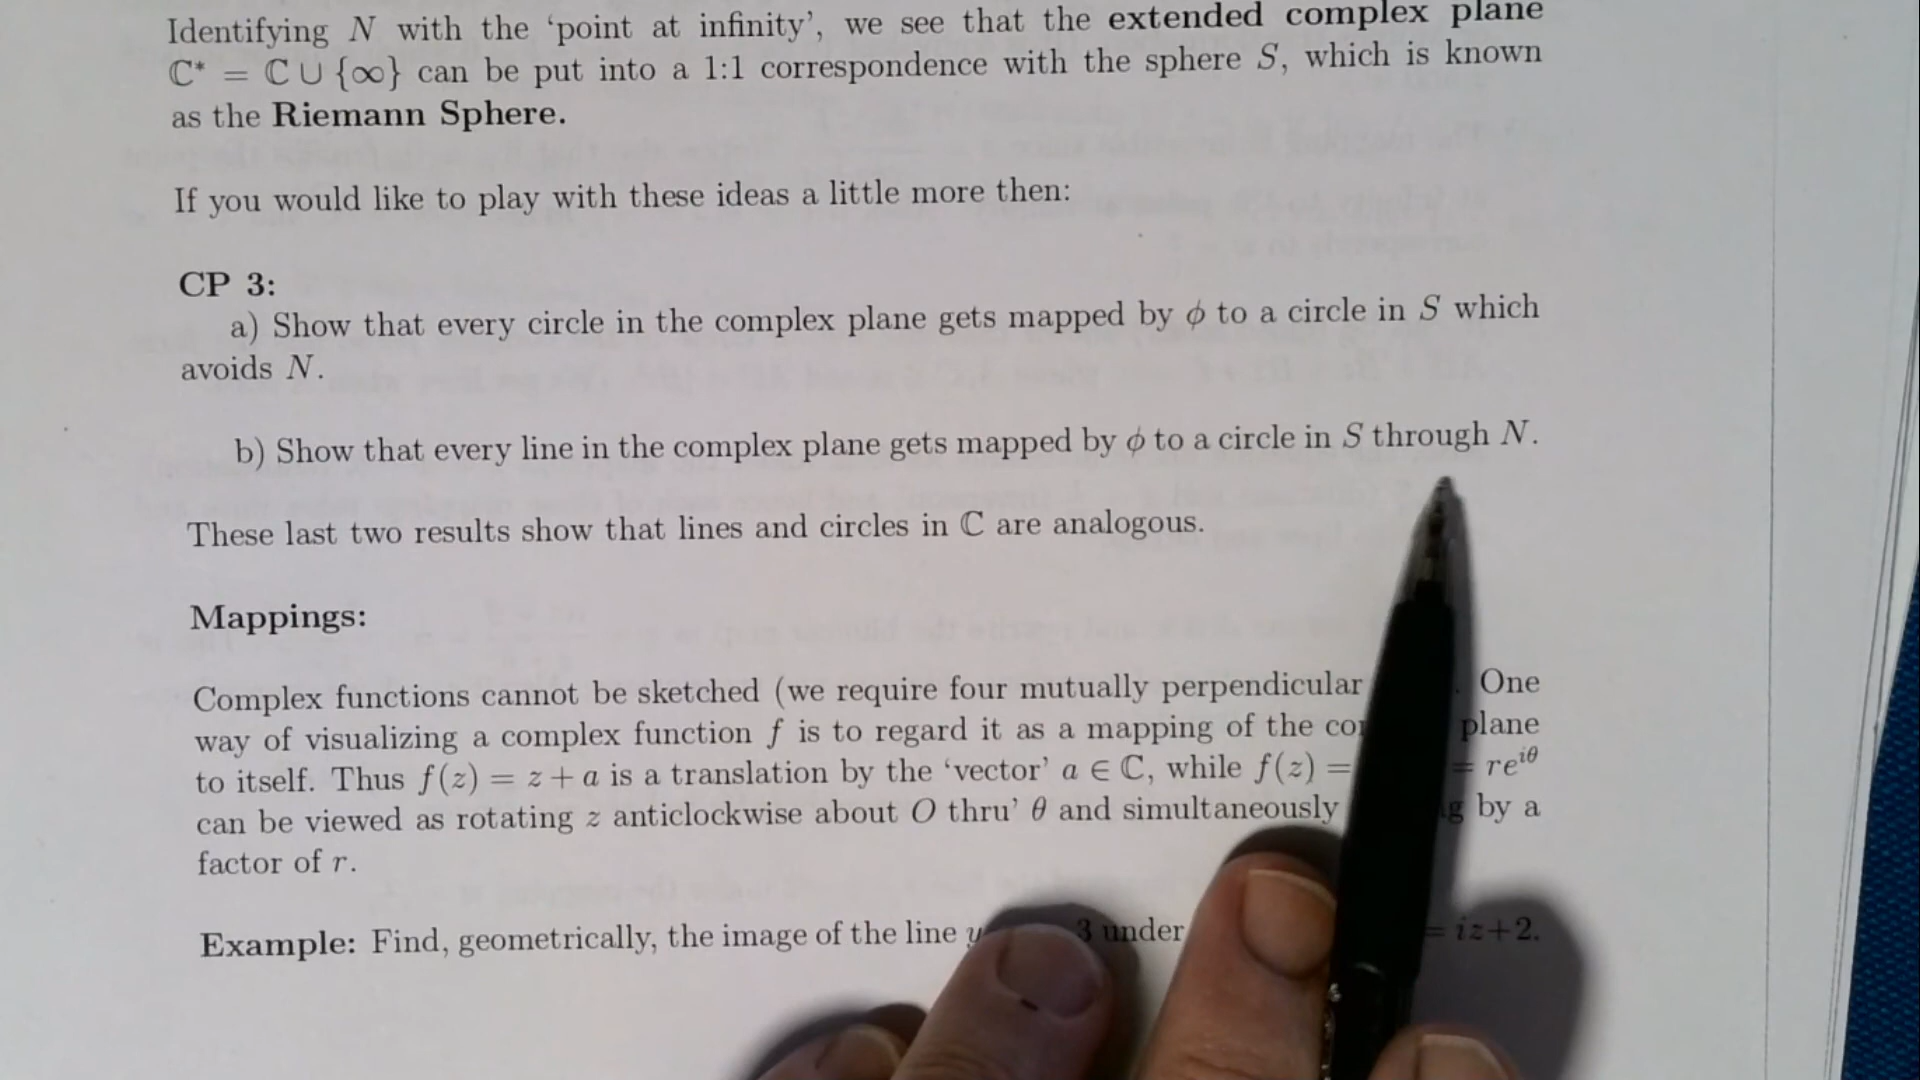 Identifying N with the ‘point at infinity’, we see that the extended complex plane
ℂ* = ℂ ∪ {∞} can be put into a 1:1 correspondence with the sphere S, which is known
as the Riemann Sphere.
If you would like to play with these ideas a little more then:
CP 3:
a) Show that every circle in the complex plane gets mapped by ϕ to a circle in S which
avoids N.
b) Show that every line in the complex plane gets mapped by ϕ to a circle in S through N.
These last two results show that lines and circles in ℂ are analogous.
Mappings:
Complex functions cannot be sketched (we require four mutually perpendicular One
way of visualizing a complex function f is to regard it as a mapping of the plane
to itself. Thus f(z) = z + a is a translation by the ‘vector’ a ∈ ℂ, while f(z) = = re^{iθ}
can be viewed as rotating z anticlockwise about O thru’ θ and simultaneously by a
factor of r.
Example: Find, geometrically, the image of the line y 3 under = iz+2.